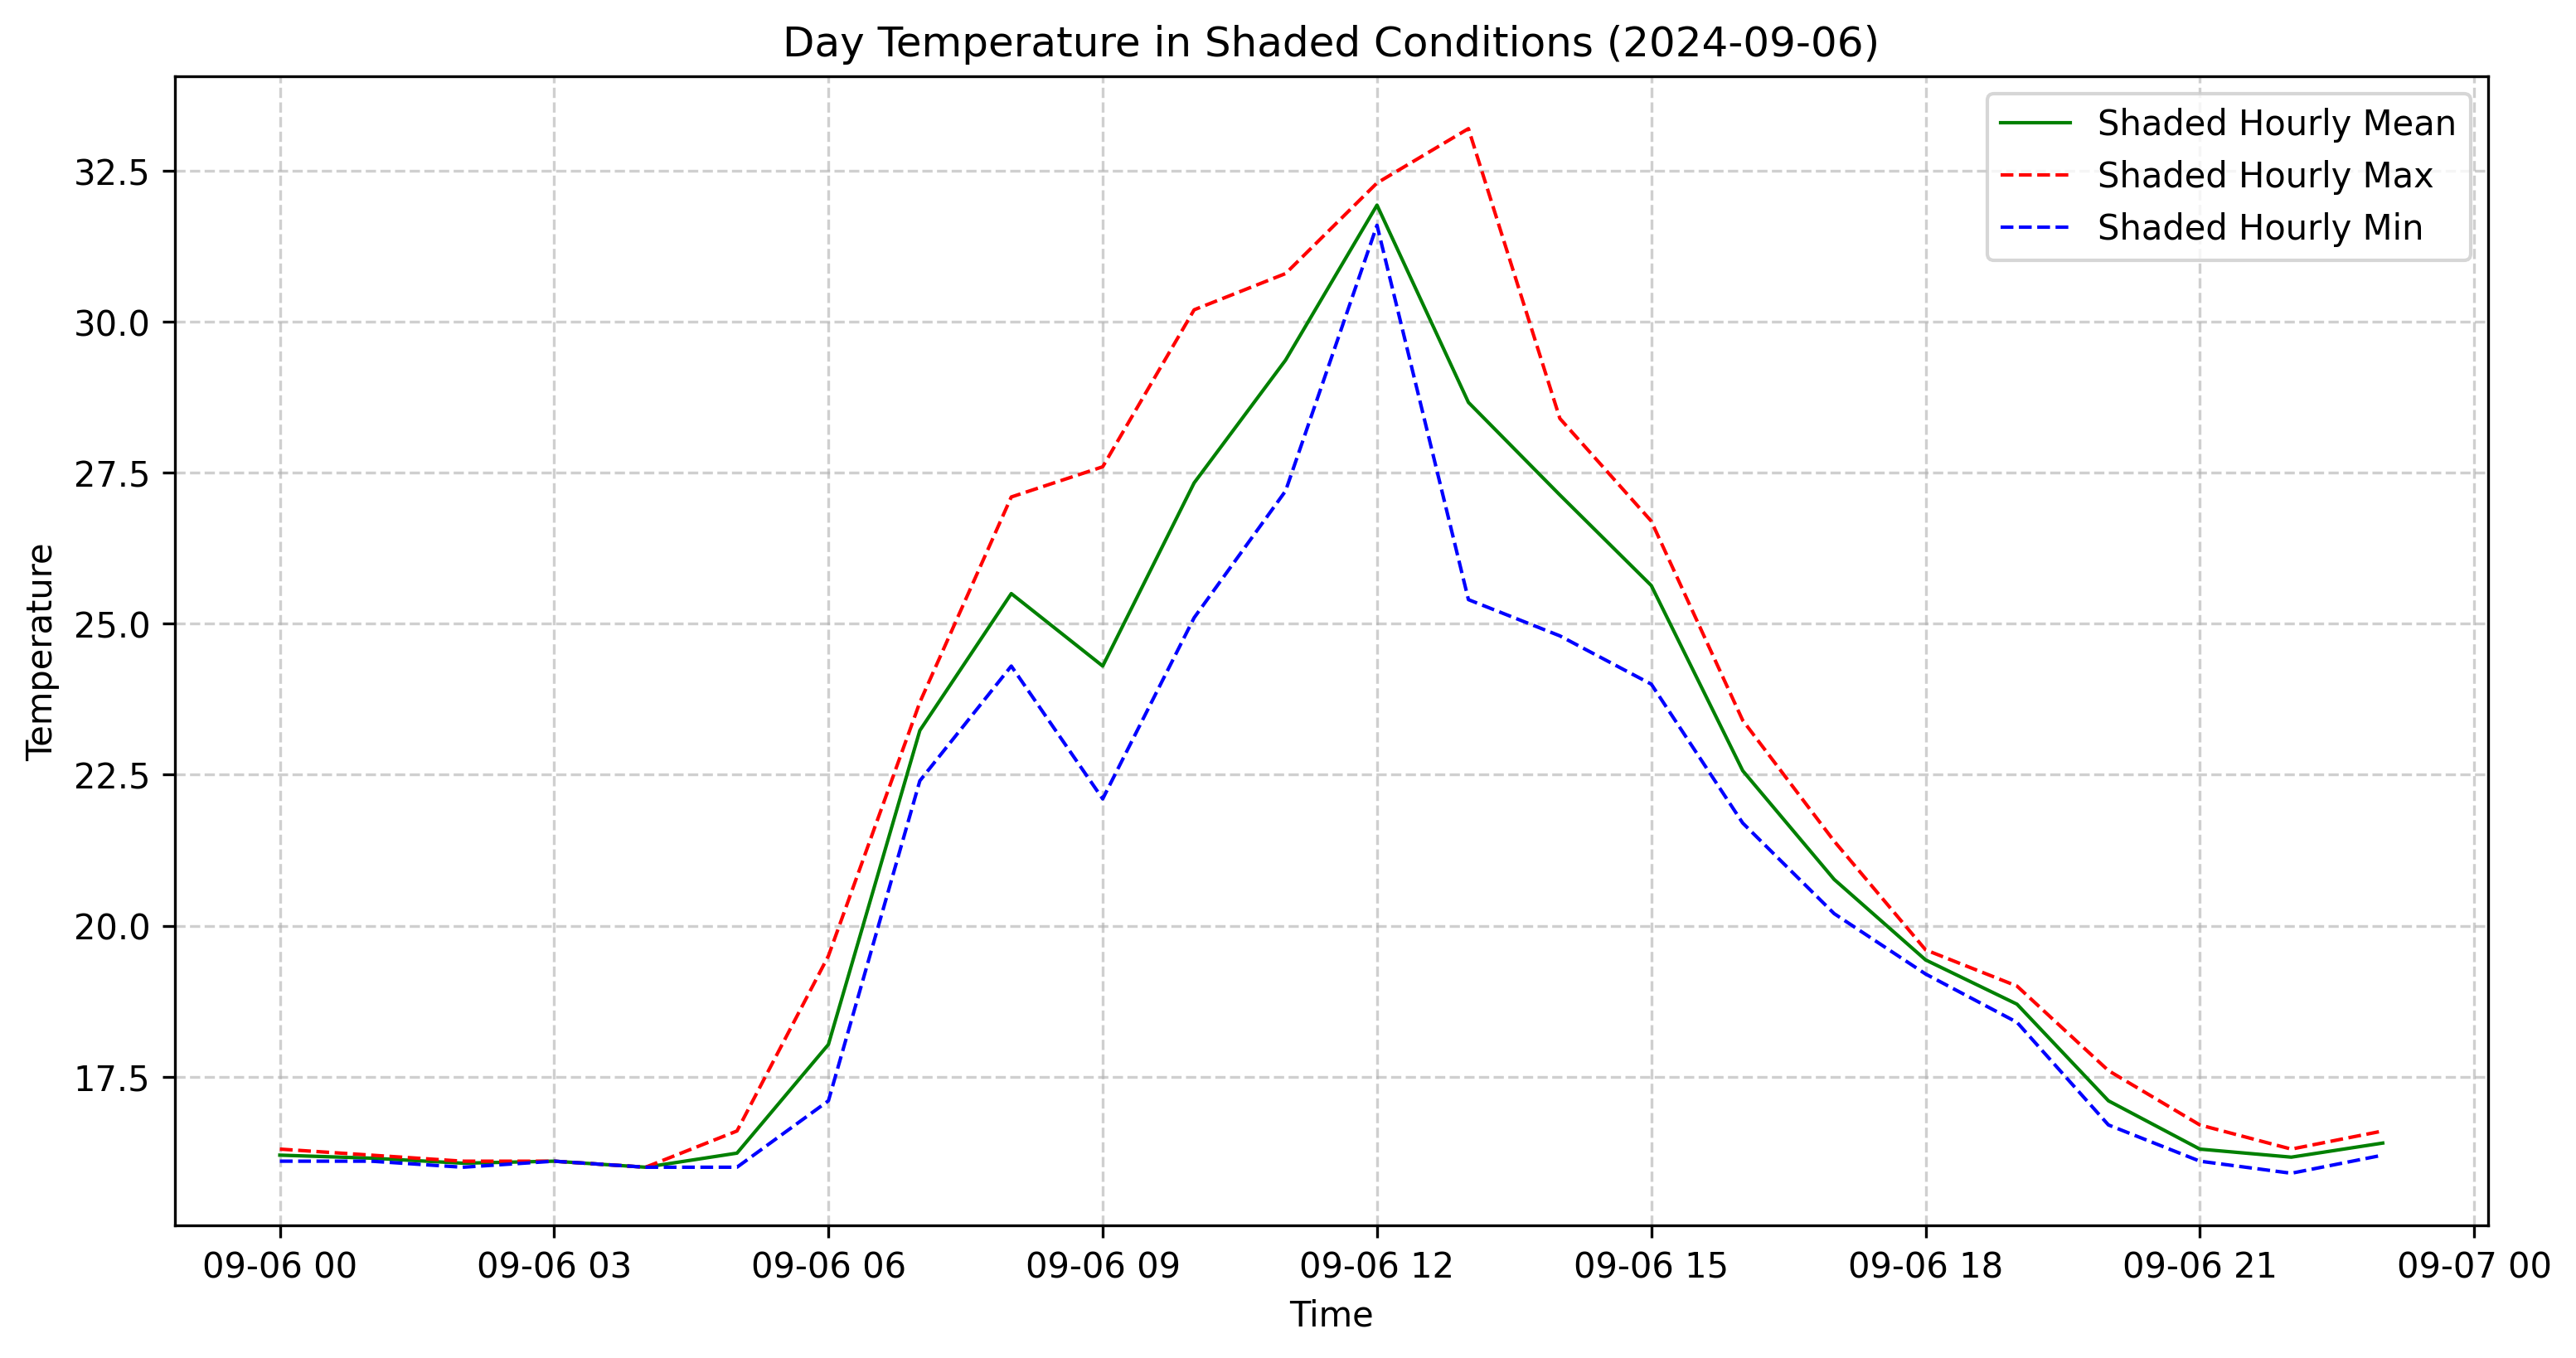 Day Temperature in Shaded Conditions (2024-09-06)
Shaded Hourly Mean
Shaded Hourly Max
Shaded Hourly Min
32.5
30.0
27.5
25.0
22.5
20.0
17.5
Temperature
09-06 00 09-06 03 09-06 06 09-06 09 09-06 12 09-06 15 09-06 18 09-06 21 09-07 00
Time